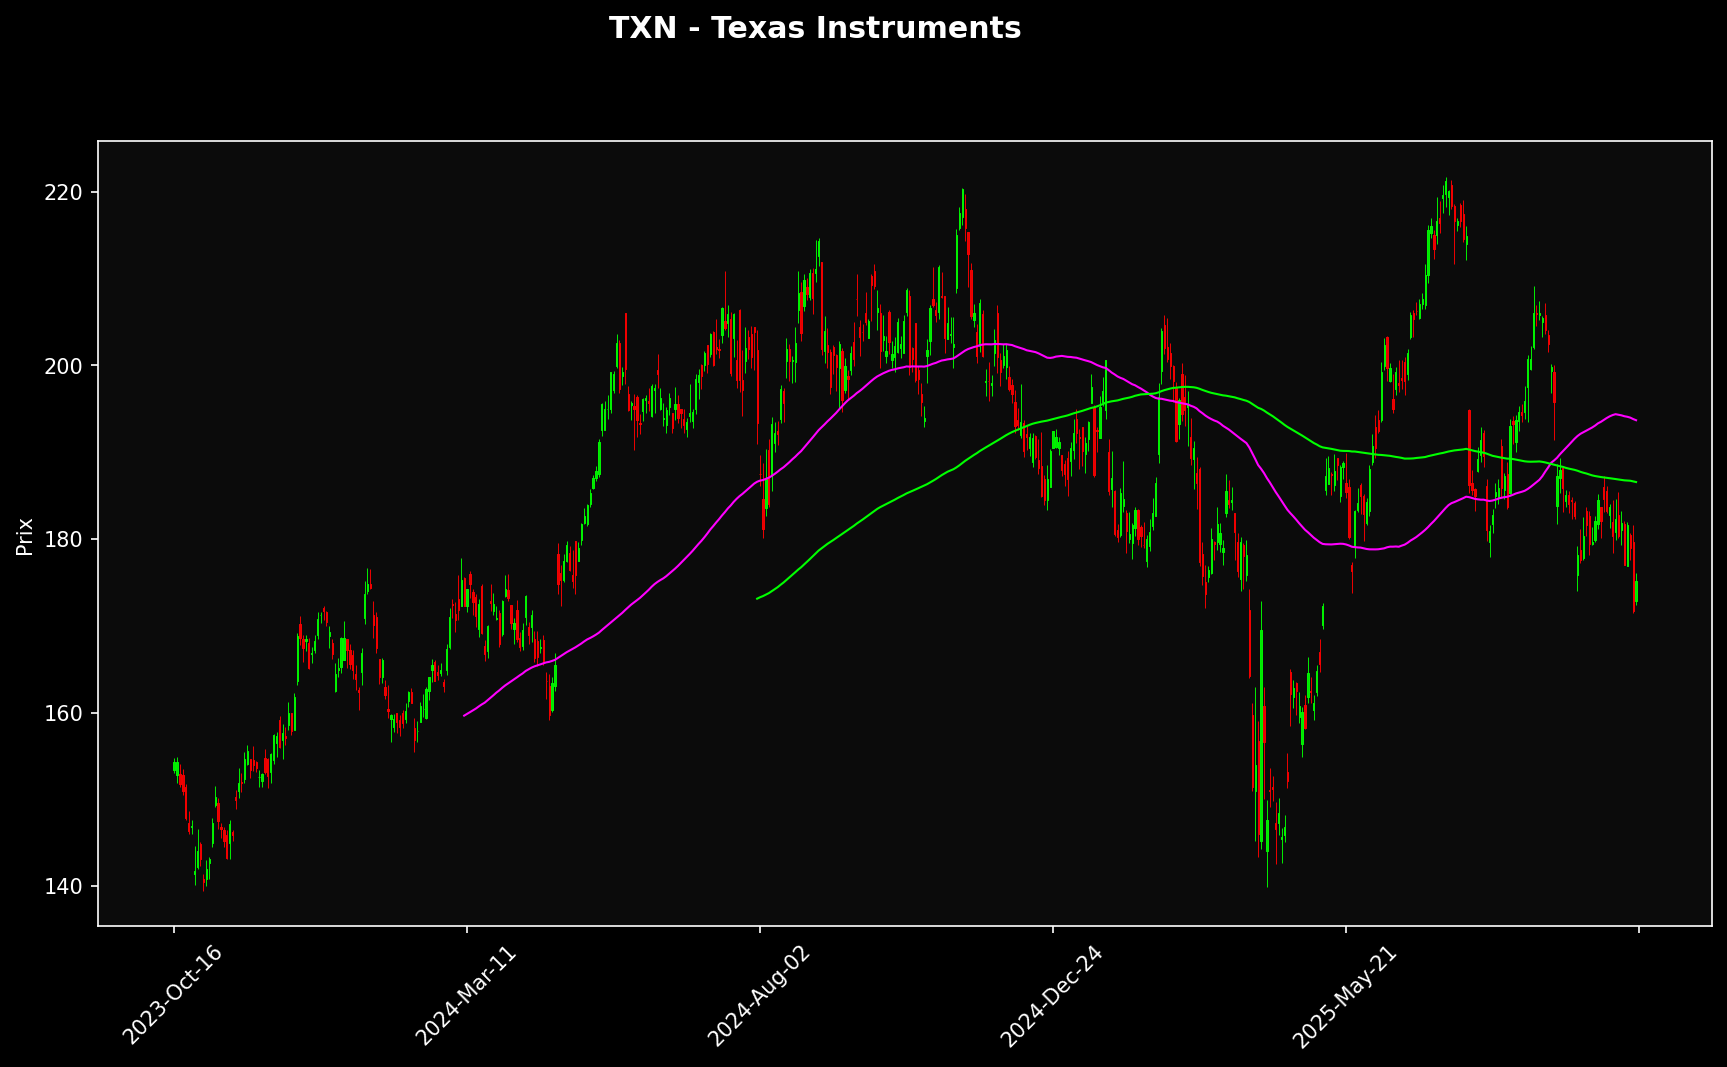 TXN - Texas Instruments
Prix
220
200
180
160
140
2023-Oct-16
2024-Mar-11
2024-Aug-02
2024-Dec-24
2025-May-21